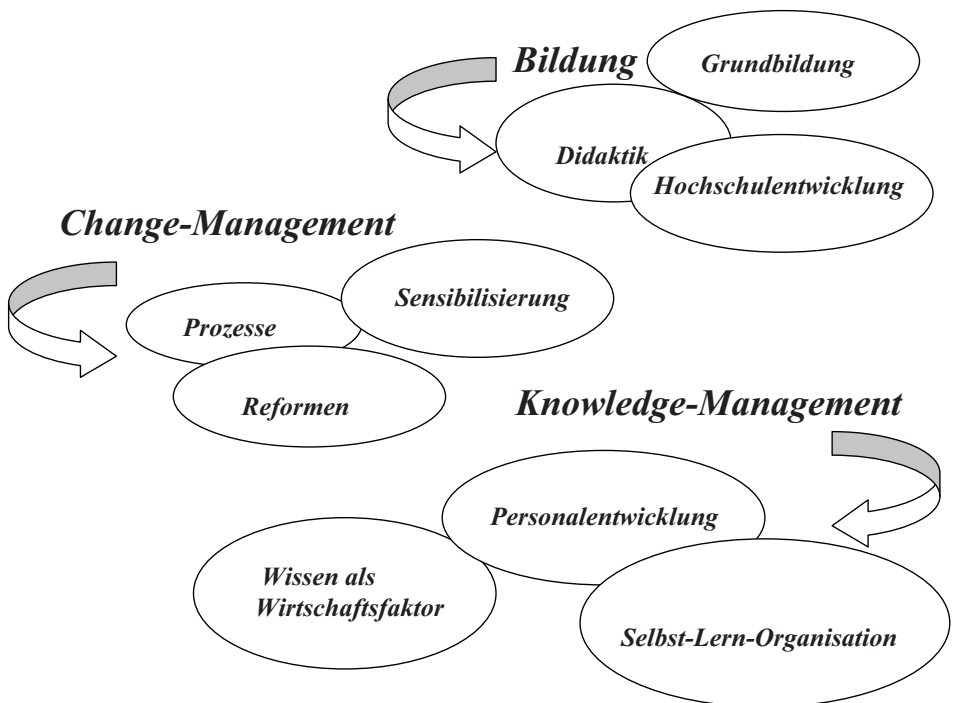 Bildung
Grundbildung
Didaktik
Hochschulentwicklung
Change-Management
Sensibilisierung
Prozesse
Reformen
Knowledge-Management
Personalentwicklung
Wissen als
Wirtschaftsfaktor
Selbst-Lern-Organisation